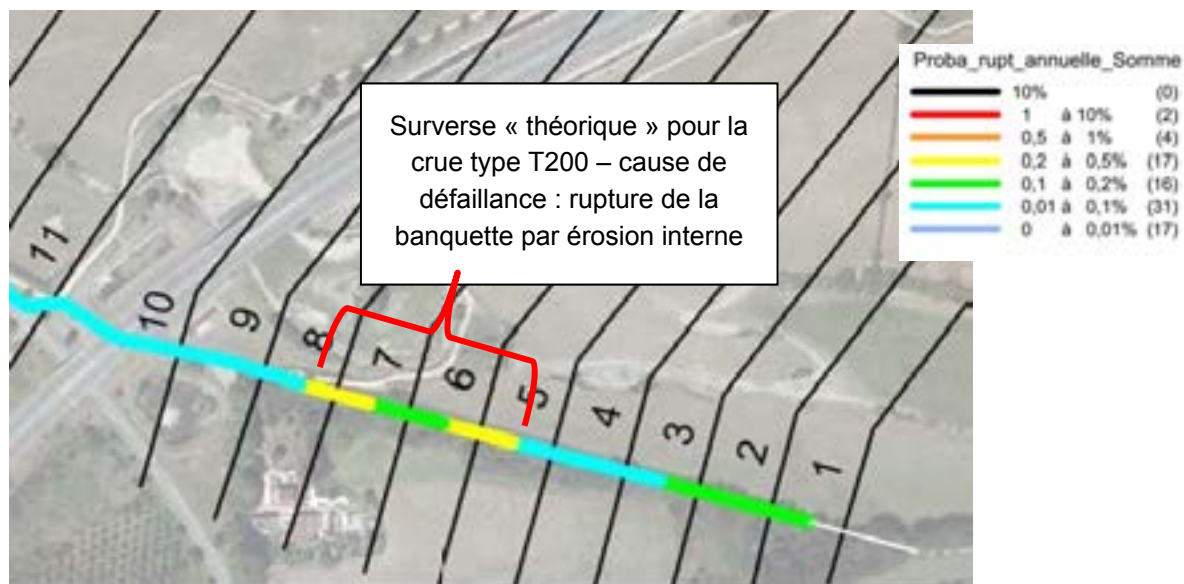 Surverse « théorique » pour la
crue type T200 – cause de
défaillance : rupture de la
banquette par érosion interne
Proba_rupt_annuelle_Somme
10% (0)
1 à 10% (2)
0,5 à 1% (4)
0,2 à 0,5% (17)
0,1 à 0,2% (16)
0,01 à 0,1% (31)
0 à 0,01% (17)
11
10
9
8
7
6
5
4
3
2
1